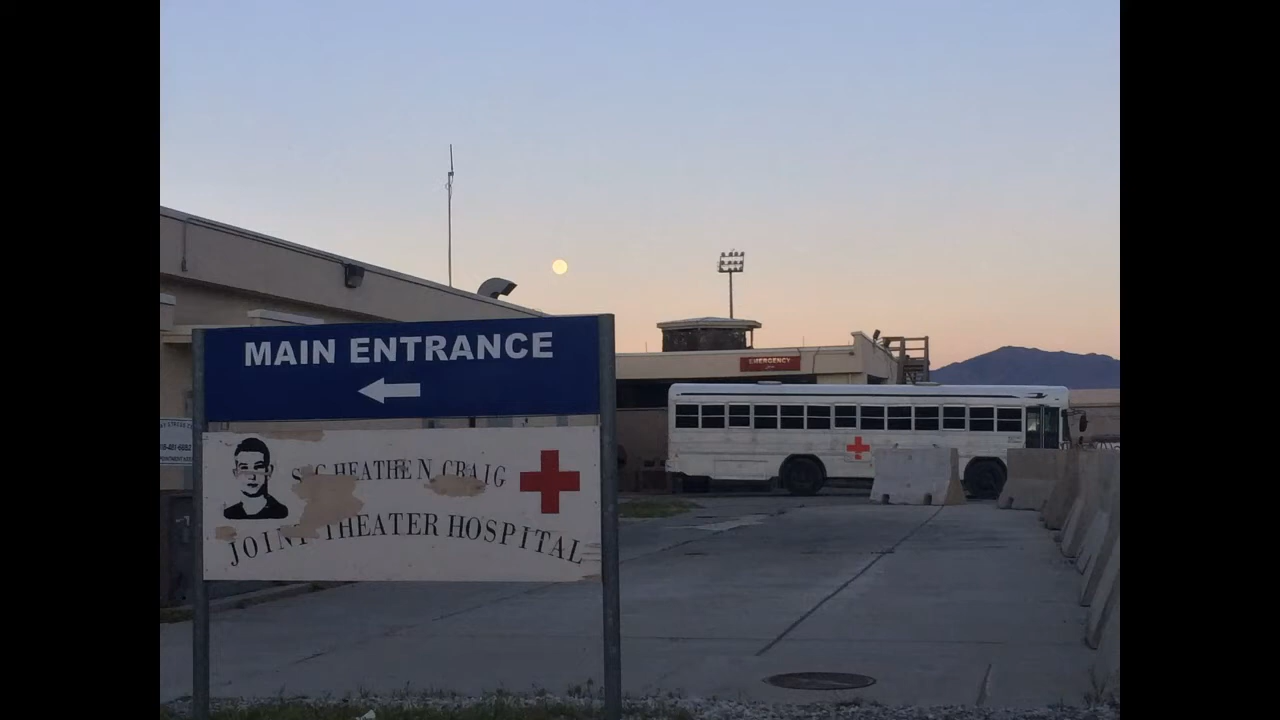 MAIN ENTRANCE
EMERGENCY
HEATHE N. CRAIG
JOINT THEATER HOSPITAL